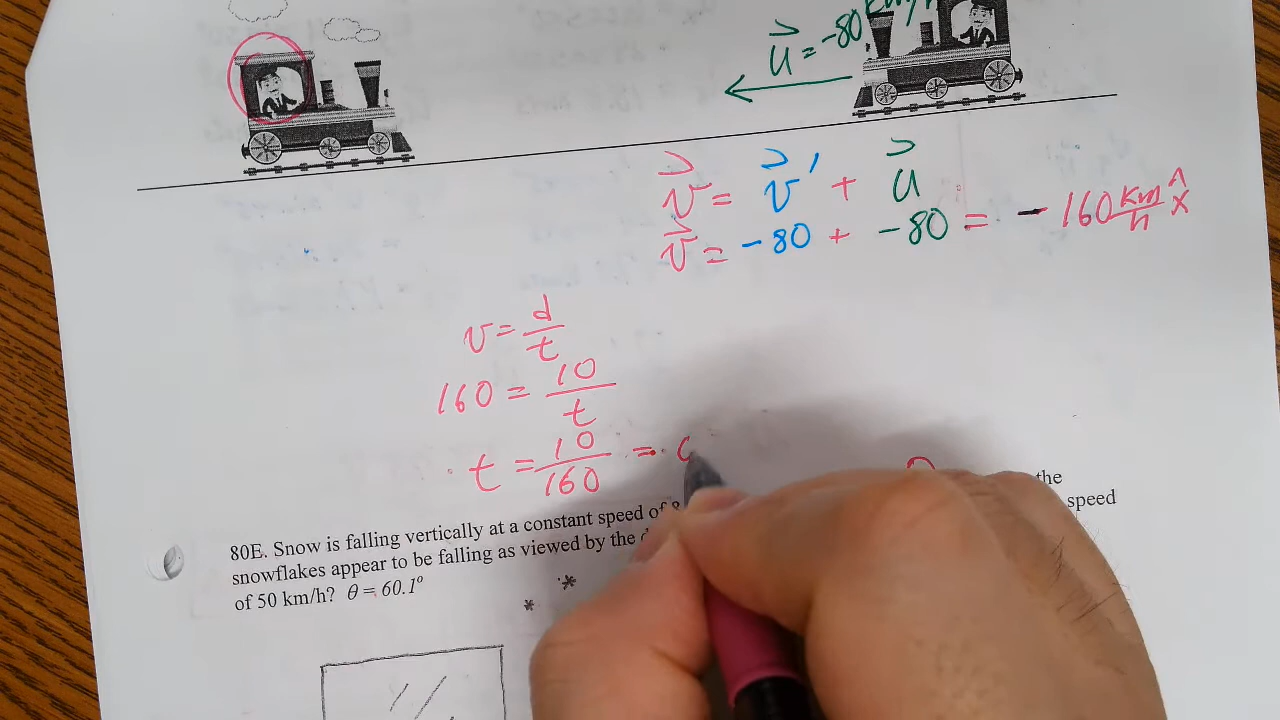 u = -80 km/h
v = v' + u
v = -80 + -80 = - 160 km/h x̂
v = d/t
160 = 10/t
t = 10/160 =
80E. Snow is falling vertically at a constant speed of 8 the
snowflakes appear to be falling as viewed by the speed
of 50 km/h? θ = 60.1°